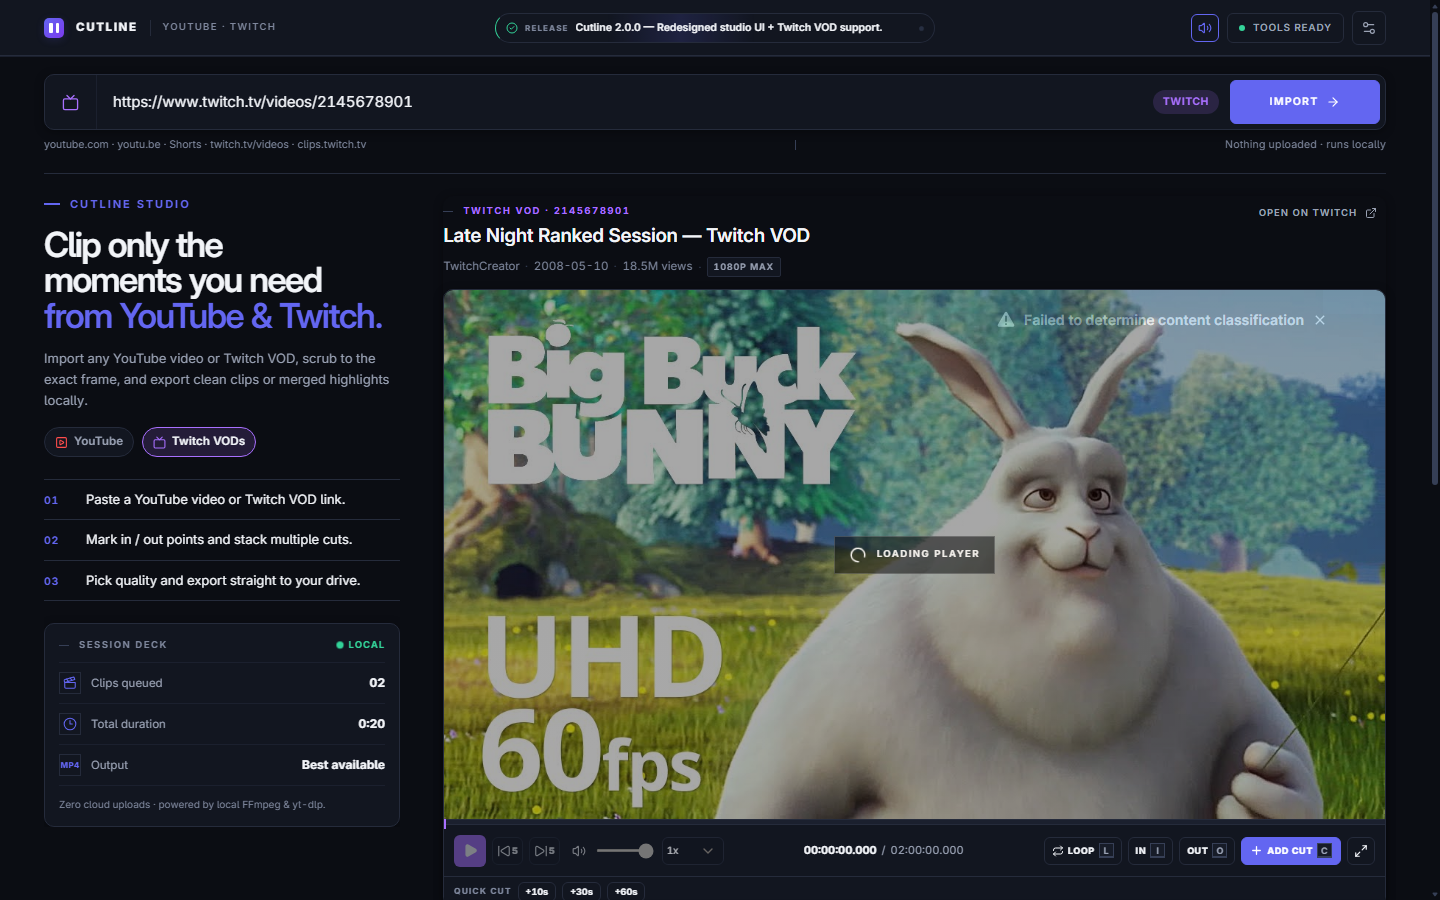 CUTLINE
YOUTUBE · TWITCH
RELEASE Cutline 2.0.0 — Redesigned studio UI + Twitch VOD support.
TOOLS READY
https://www.twitch.tv/videos/2145678901
TWITCH
IMPORT →
youtube.com · youtu.be · Shorts · twitch.tv/videos · clips.twitch.tv
Nothing uploaded · runs locally
— CUTLINE STUDIO
Clip only the
moments you need
from YouTube & Twitch.
Import any YouTube video or Twitch VOD, scrub to the
exact frame, and export clean clips or merged highlights
locally.
YouTube
Twitch VODs
01 Paste a YouTube video or Twitch VOD link.
02 Mark in / out points and stack multiple cuts.
03 Pick quality and export straight to your drive.
— SESSION DECK
LOCAL
Clips queued 02
Total duration 0:20
MP4 Output Best available
Zero cloud uploads · powered by local FFmpeg & yt-dlp.
— TWITCH VOD · 2145678901
OPEN ON TWITCH
Late Night Ranked Session — Twitch VOD
TwitchCreator · 2008-05-10 · 18.5M views · 1080P MAX
Failed to determine content classification
Big Buck
BUNNY
LOADING PLAYER
UHD
60fps
5 5 1x 00:00:00.000 / 02:00:00.000 LOOP L IN I OUT O + ADD CUT C
QUICK CUT +10s +30s +60s